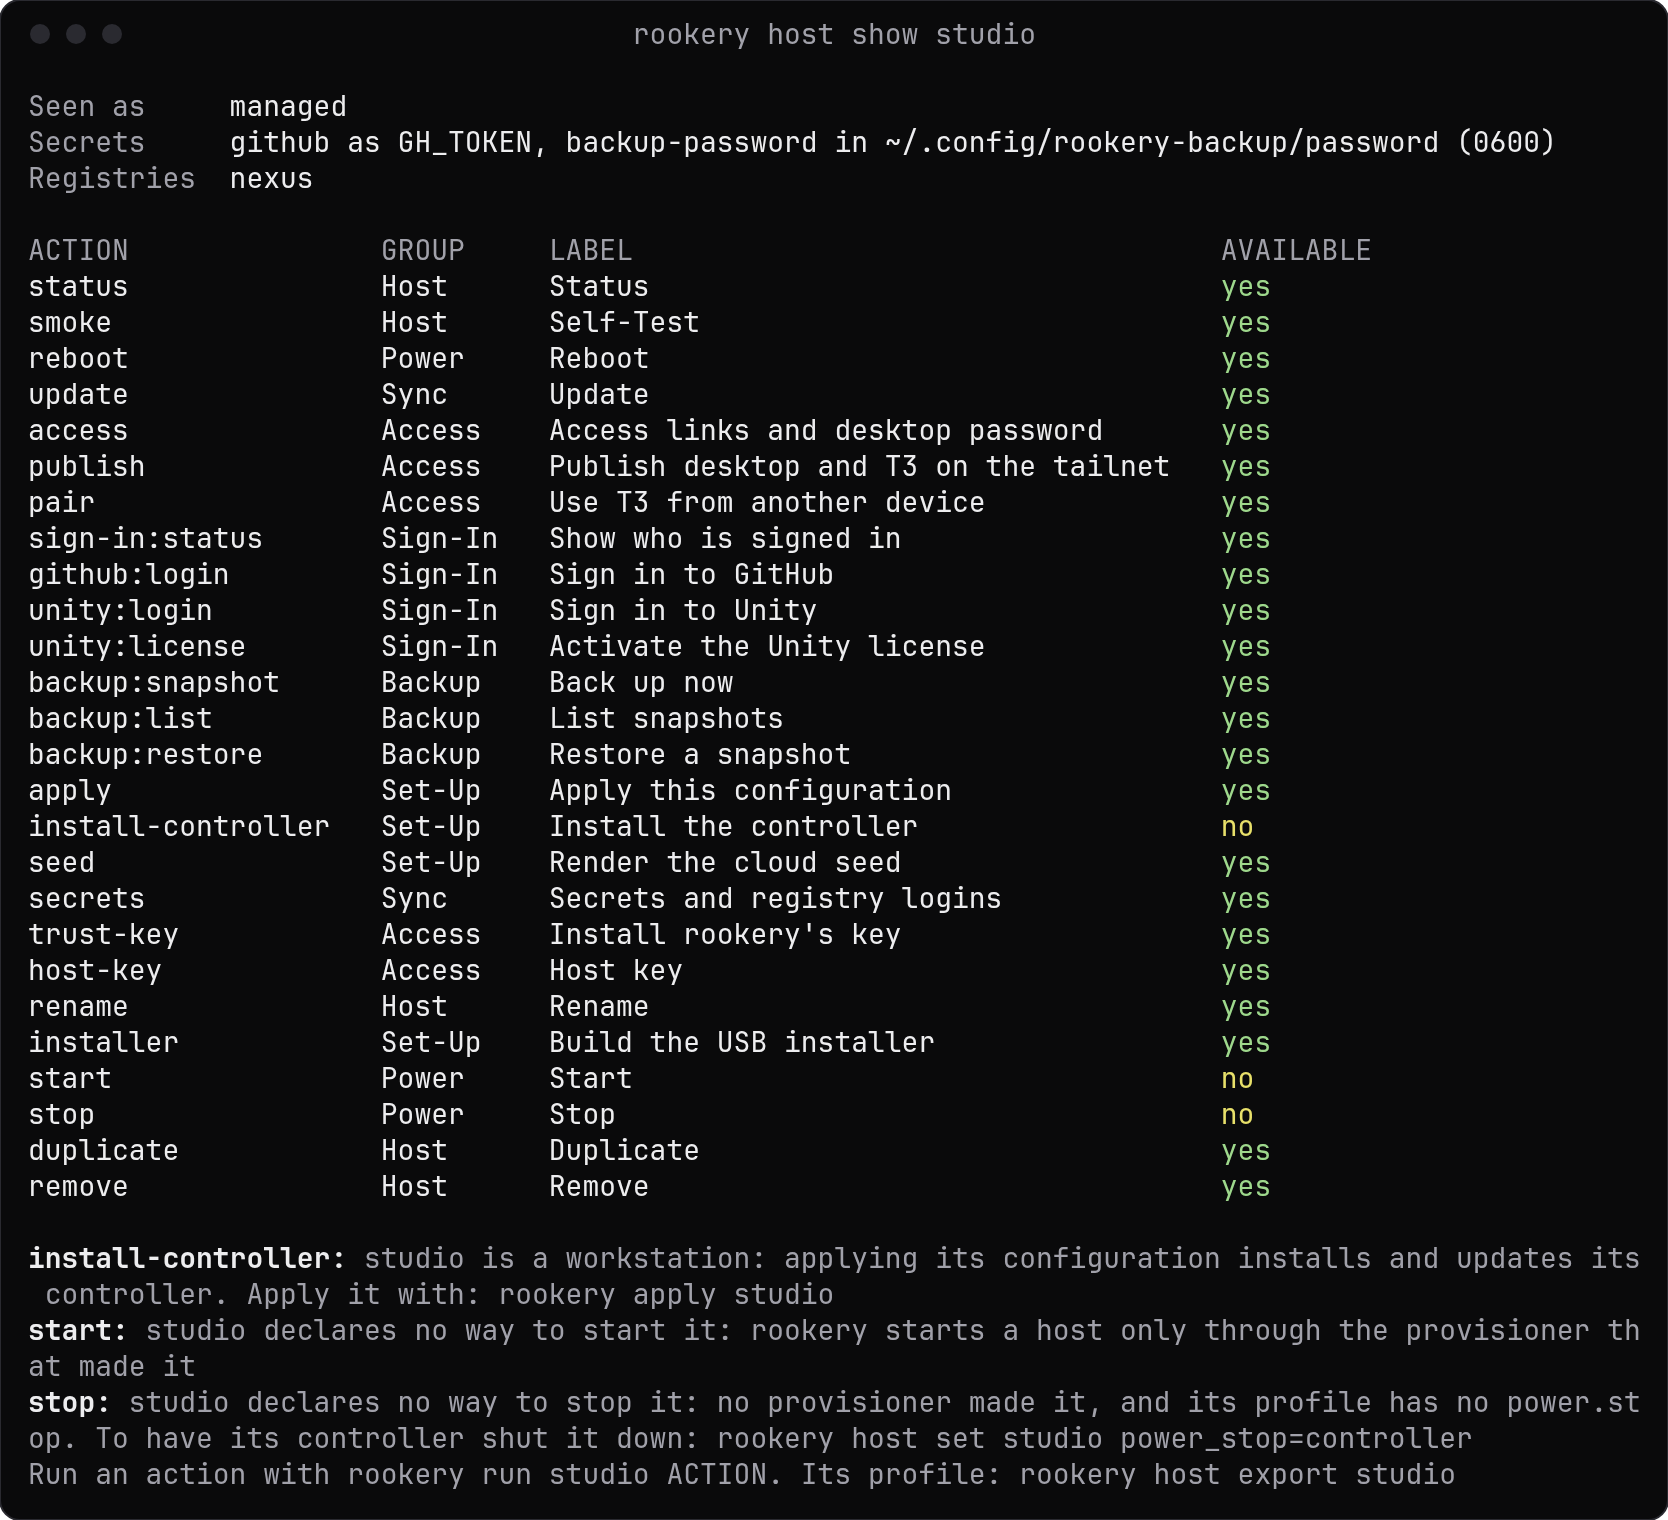 rookery host show studio
Seen as     managed
Secrets     github as GH_TOKEN, backup-password in ~/.config/rookery-backup/password (0600)
Registries  nexus
ACTION               GROUP     LABEL                                   AVAILABLE
status               Host      Status                                  yes
smoke                Host      Self-Test                               yes
reboot               Power     Reboot                                  yes
update               Sync      Update                                  yes
access               Access    Access links and desktop password       yes
publish              Access    Publish desktop and T3 on the tailnet   yes
pair                 Access    Use T3 from another device              yes
sign-in:status       Sign-In   Show who is signed in                   yes
github:login         Sign-In   Sign in to GitHub                       yes
unity:login          Sign-In   Sign in to Unity                        yes
unity:license        Sign-In   Activate the Unity license              yes
backup:snapshot      Backup    Back up now                             yes
backup:list          Backup    List snapshots                          yes
backup:restore       Backup    Restore a snapshot                      yes
apply                Set-Up    Apply this configuration                yes
install-controller   Set-Up    Install the controller                  no
seed                 Set-Up    Render the cloud seed                   yes
secrets              Sync      Secrets and registry logins             yes
trust-key            Access    Install rookery's key                   yes
host-key             Access    Host key                                yes
rename               Host      Rename                                  yes
installer            Set-Up    Build the USB installer                 yes
start                Power     Start                                   no
stop                 Power     Stop                                    no
duplicate            Host      Duplicate                               yes
remove               Host      Remove                                  yes
install-controller: studio is a workstation: applying its configuration installs and updates its
 controller. Apply it with: rookery apply studio
start: studio declares no way to start it: rookery starts a host only through the provisioner th
at made it
stop: studio declares no way to stop it: no provisioner made it, and its profile has no power.st
op. To have its controller shut it down: rookery host set studio power_stop=controller
Run an action with rookery run studio ACTION. Its profile: rookery host export studio